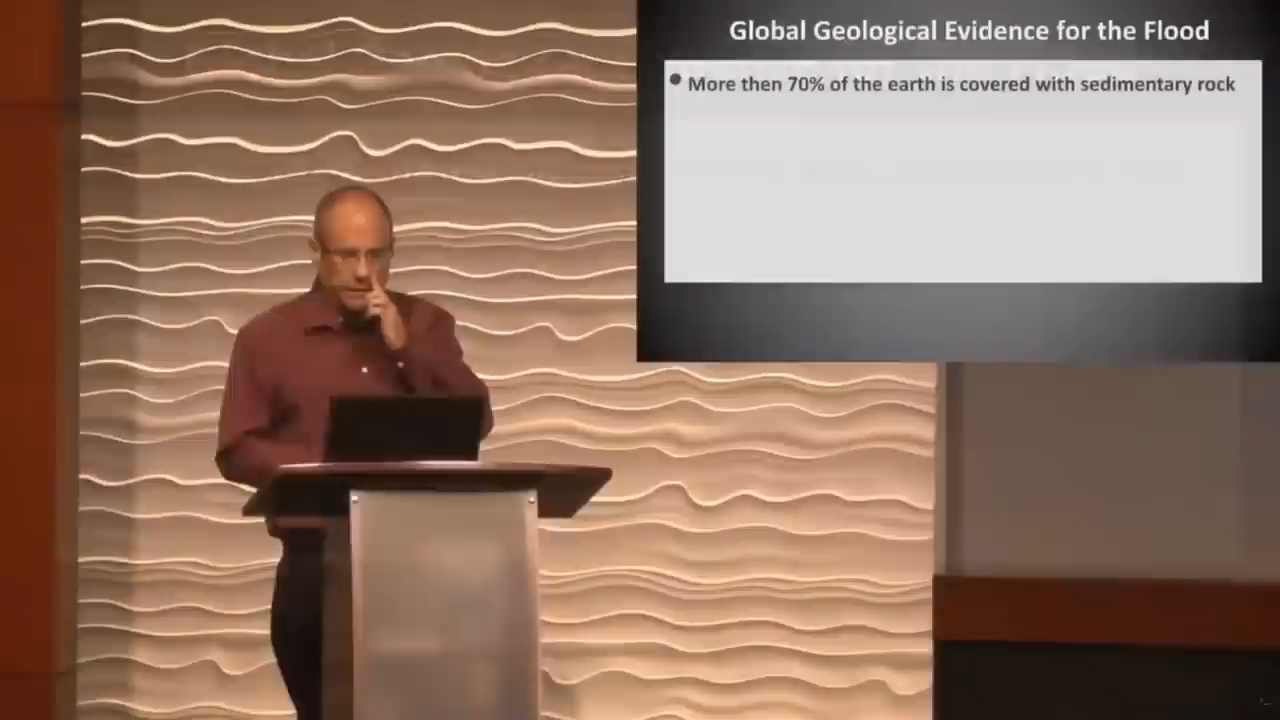 Global Geological Evidence for the Flood
• More then 70% of the earth is covered with sedimentary rock